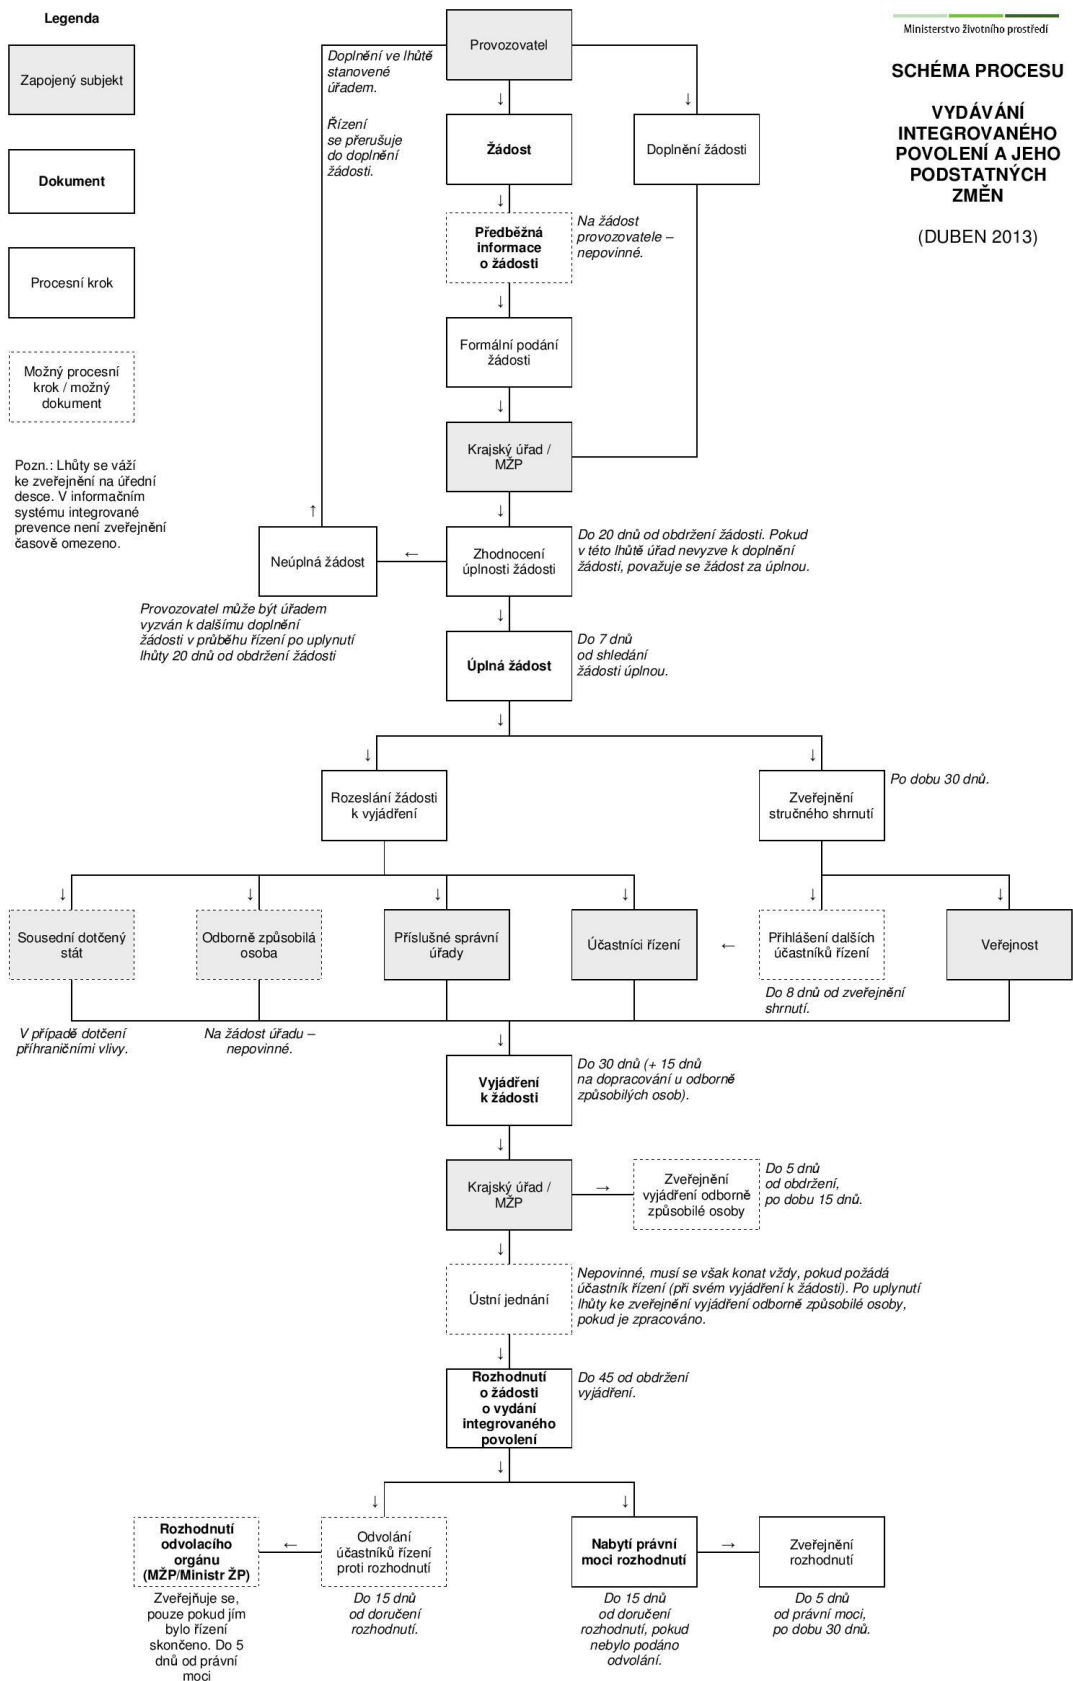 Legenda
Zapojený subjekt
Dokument
Procesní krok
Možný procesní
krok / možný
dokument
Pozn.: Lhůty se váží
ke zveřejnění na úřední
desce. V informačním
systému integrované
prevence není zveřejnění
časově omezeno.
Ministerstvo životního prostředí
SCHÉMA PROCESU
VYDÁVÁNÍ
INTEGROVANÉHO
POVOLENÍ A JEHO
PODSTATNÝCH
ZMĚN
(DUBEN 2013)
Provozovatel
Doplnění ve lhůtě
stanovené
úřadem.
Řízení
se přerušuje
do doplnění
žádosti.
Žádost
Doplnění žádosti
Předběžná
informace
o žádosti
Na žádost
provozovatele –
nepovinné.
Formální podání
žádosti
Krajský úřad /
MŽP
Neúplná žádost
Zhodnocení
úplnosti žádosti
Do 20 dnů od obdržení žádosti. Pokud
v této lhůtě úřad nevyzve k doplnění
žádosti, považuje se žádost za úplnou.
Provozovatel může být úřadem
vyzván k dalšímu doplnění
žádosti v průběhu řízení po uplynutí
lhůty 20 dnů od obdržení žádosti
Úplná žádost
Do 7 dnů
od shledání
žádosti úplnou.
Rozeslání žádosti
k vyjádření
Zveřejnění
stručného shrnutí
Po dobu 30 dnů.
Sousední dotčený
stát
Odborně způsobilá
osoba
Příslušné správní
úřady
Účastníci řízení
Přihlášení dalších
účastníků řízení
Veřejnost
Do 8 dnů od zveřejnění
shrnutí.
V případě dotčení
příhraničními vlivy.
Na žádost úřadu –
nepovinné.
Vyjádření
k žádosti
Do 30 dnů (+ 15 dnů
na dopracování u odborně
způsobilých osob).
Krajský úřad /
MŽP
Zveřejnění
vyjádření odborně
způsobilé osoby
Do 5 dnů
od obdržení,
po dobu 15 dnů.
Ústní jednání
Nepovinné, musí se však konat vždy, pokud požádá
účastník řízení (při svém vyjádření k žádosti). Po uplynutí
lhůty ke zveřejnění vyjádření odborně způsobilé osoby,
pokud je zpracováno.
Rozhodnutí
o žádosti
o vydání
integrovaného
povolení
Do 45 od obdržení
vyjádření.
Rozhodnutí
odvolacího
orgánu
(MŽP/Ministr ŽP)
Odvolání
účastníků řízení
proti rozhodnutí
Nabytí právní
moci rozhodnutí
Zveřejnění
rozhodnutí
Zveřejňuje se,
pouze pokud jím
bylo řízení
skončeno. Do 5
dnů od právní
moci
Do 15 dnů
od doručení
rozhodnutí.
Do 15 dnů
od doručení
rozhodnutí, pokud
nebylo podáno
odvolání.
Do 5 dnů
od právní moci,
po dobu 30 dnů.